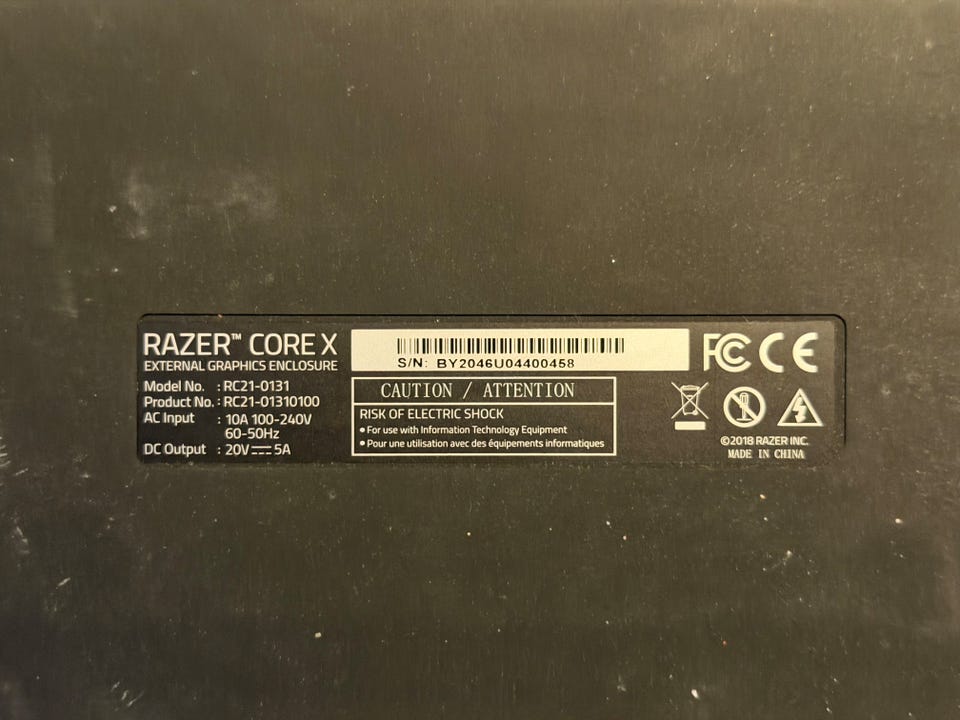 RAZER™ CORE X
EXTERNAL GRAPHICS ENCLOSURE
Model No. : RC21-0131
Product No. : RC21-01310100
AC Input : 10A 100-240V
60-50Hz
DC Output : 20V⎓5A
S/N: BY2046U04400458
CAUTION / ATTENTION
RISK OF ELECTRIC SHOCK
• For use with Information Technology Equipment
• Pour une utilisation avec des équipements informatiques
FC CE
©2018 RAZER INC.
MADE IN CHINA